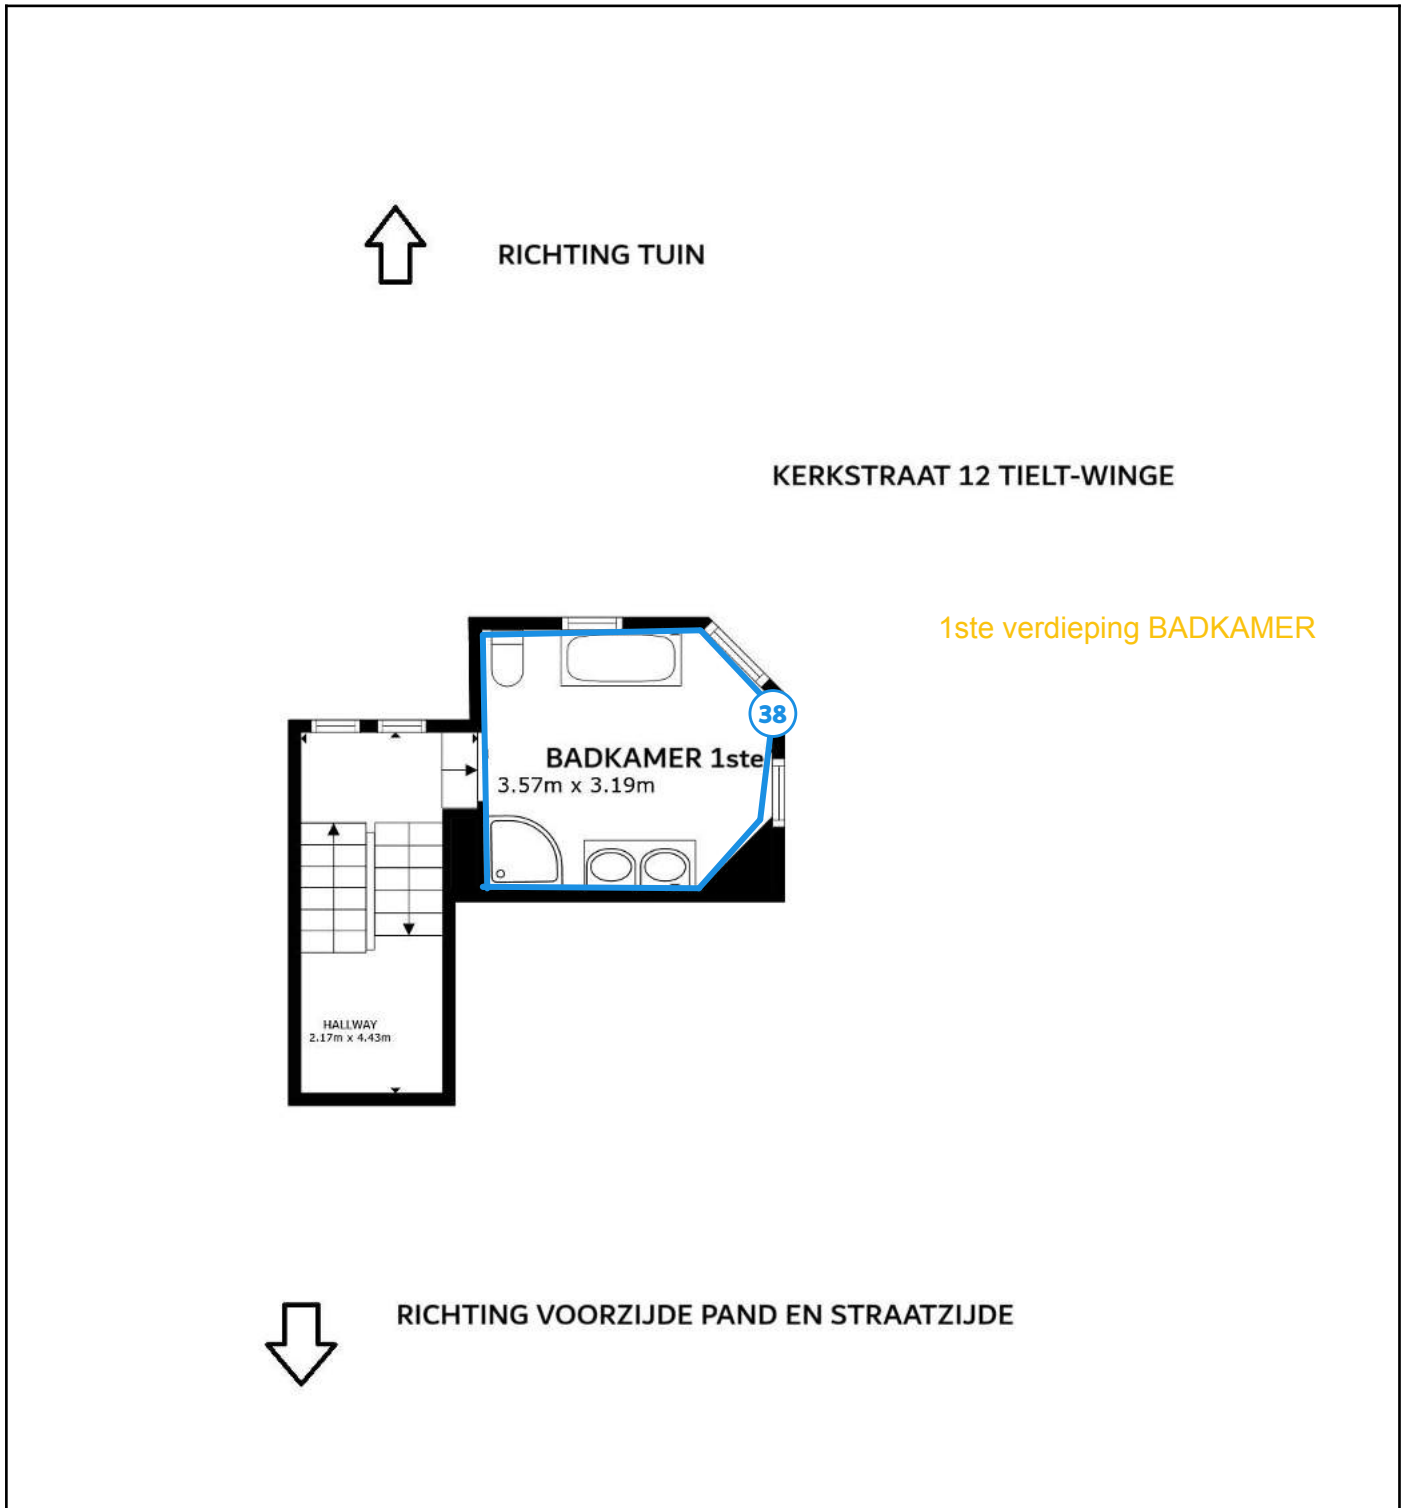 RICHTING TUIN
KERKSTRAAT 12 TIELT-WINGE
1ste verdieping BADKAMER
38
BADKAMER 1ste
3.57m x 3.19m
HALLWAY
2.17m x 4.43m
RICHTING VOORZIJDE PAND EN STRAATZIJDE